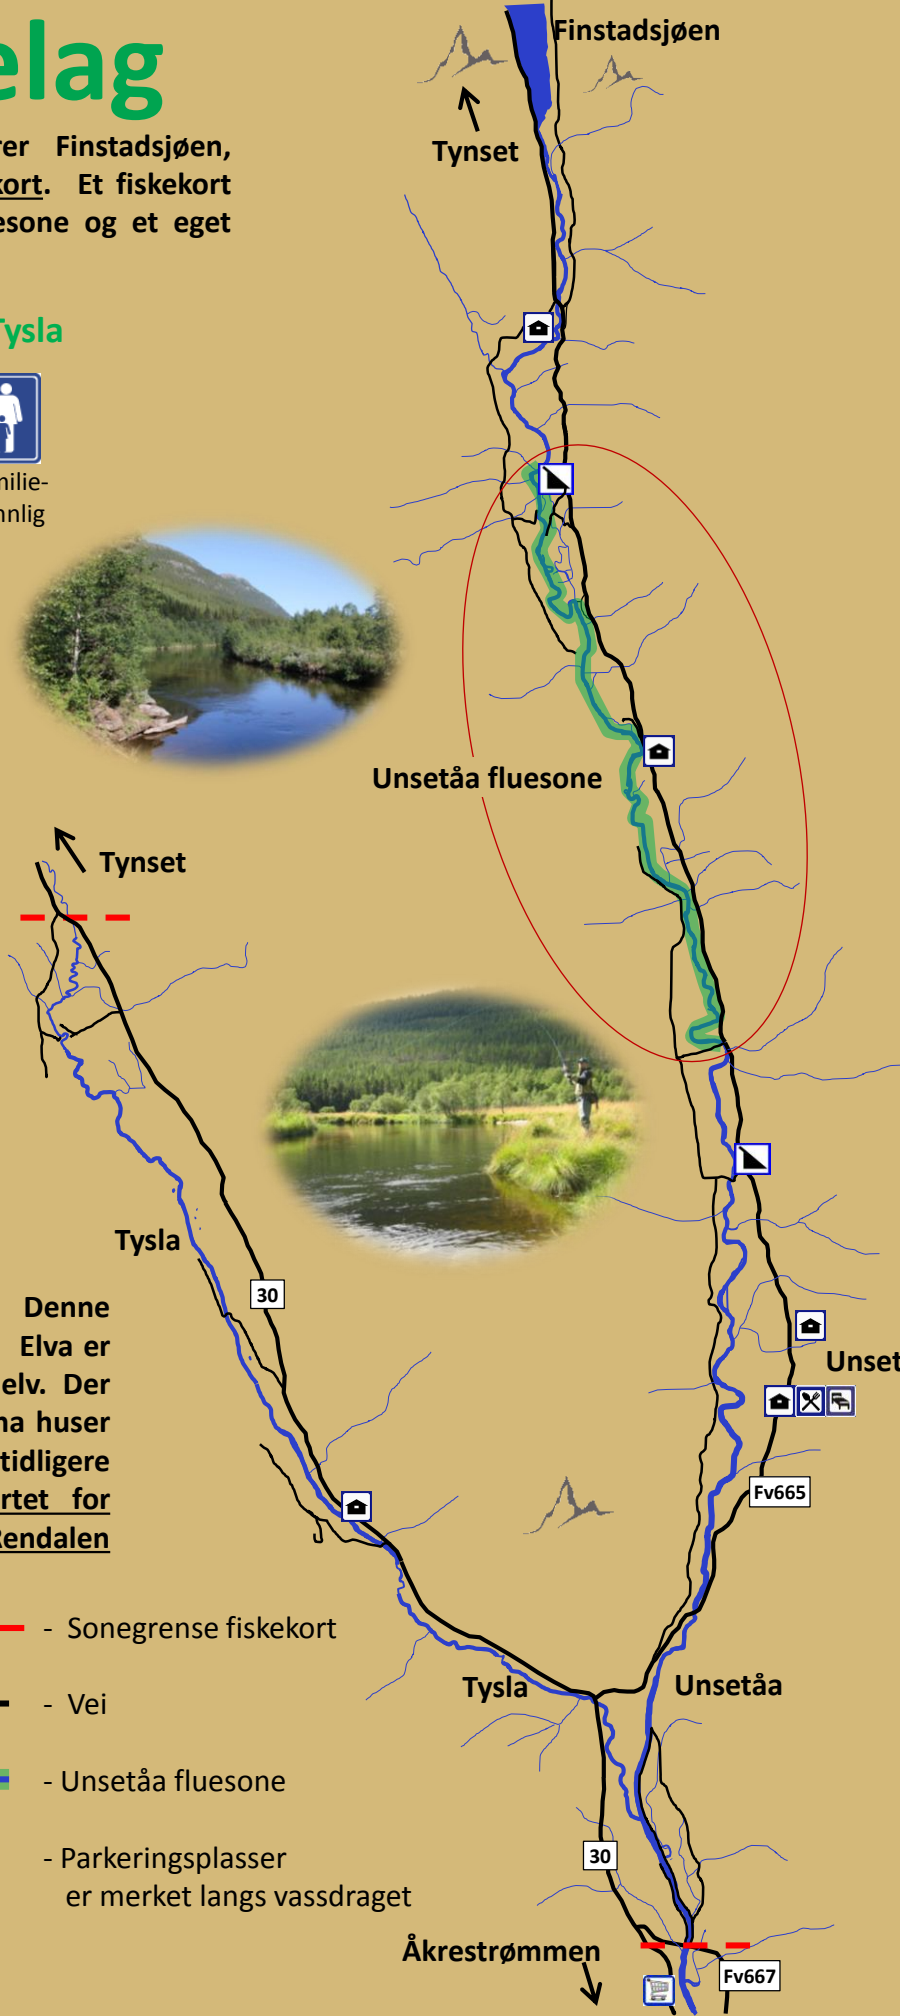 elag
Finstadsjøen
Tynset
rer Finstadsjøen,
kort. Et fiskekort
esone og et eget
Tysla
milie-
nnlig
Unsetåa fluesone
Tynset
Tysla
30
Denne
Elva er
elv. Der
na huser
tidligere
rtet for
Rendalen
Unset
Fv665
- Sonegrense fiskekort
Tysla
Unsetåa
- Vei
- Unsetåa fluesone
- Parkeringsplasser
er merket langs vassdraget
30
Åkrestrømmen
Fv667